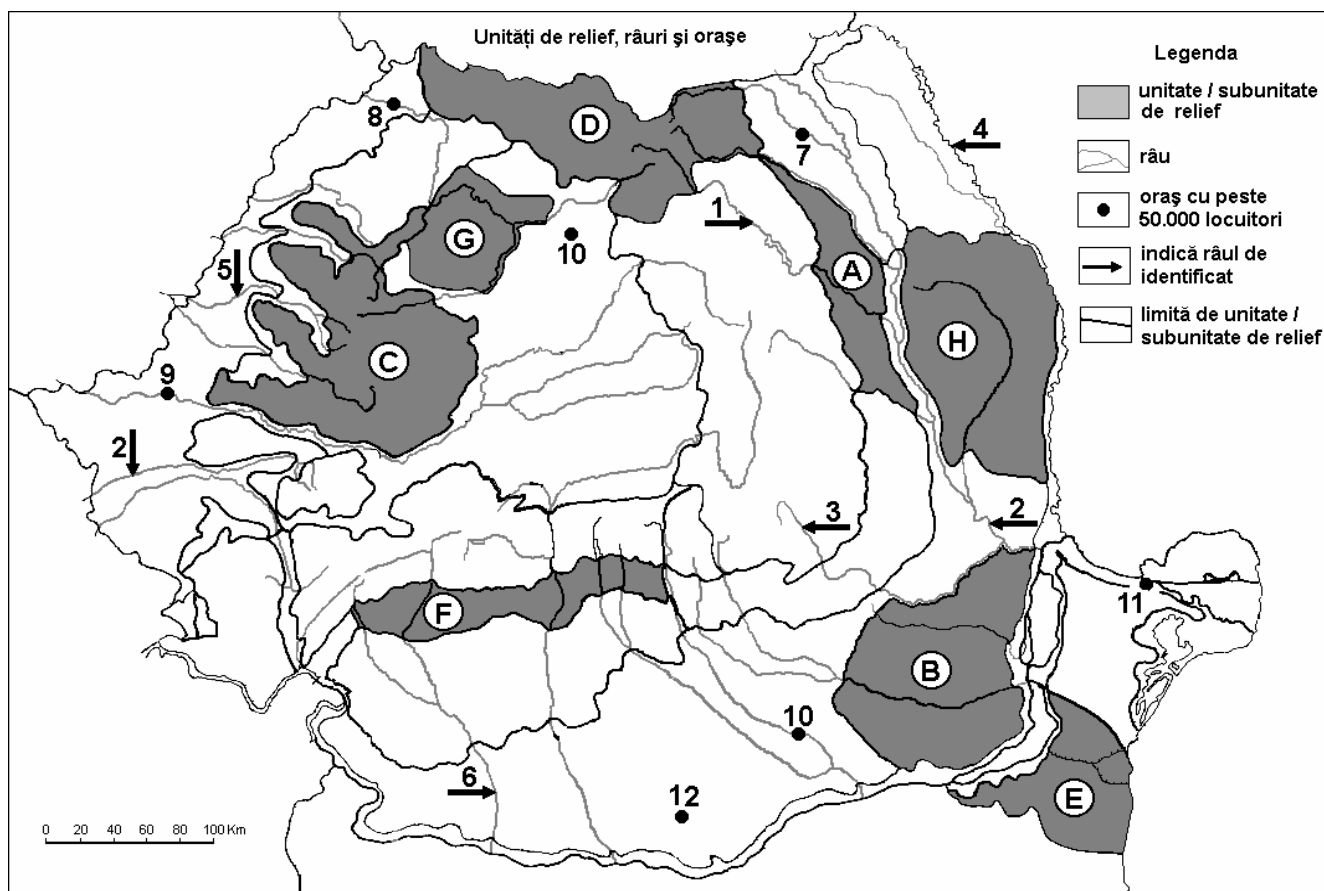 Unități de relief, râuri şi oraşe
Legenda
unitate / subunitate
de relief
râu
oraş cu peste
50.000 locuitori
indică râul de
identificat
limită de unitate /
subunitate de relief
D
8
7
4
1
G
10
A
5
H
C
9
2
3
2
11
F
B
10
6
12
E
0 20 40 60 80 100 Km